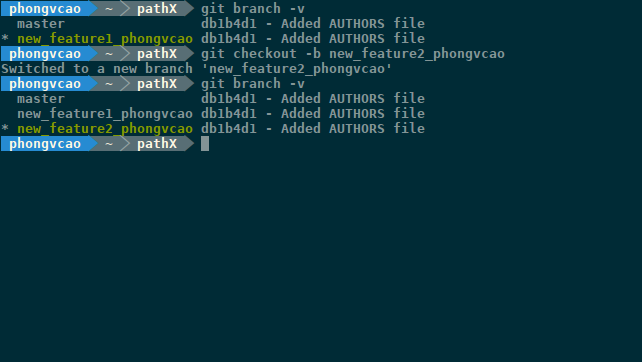 phongvcao ~ pathX git branch -v
master db1b4d1 - Added AUTHORS file
* new_feature1_phongvcao db1b4d1 - Added AUTHORS file
phongvcao ~ pathX git checkout -b new_feature2_phongvcao
Switched to a new branch 'new_feature2_phongvcao'
phongvcao ~ pathX git branch -v
master db1b4d1 - Added AUTHORS file
new_feature1_phongvcao db1b4d1 - Added AUTHORS file
* new_feature2_phongvcao db1b4d1 - Added AUTHORS file
phongvcao ~ pathX